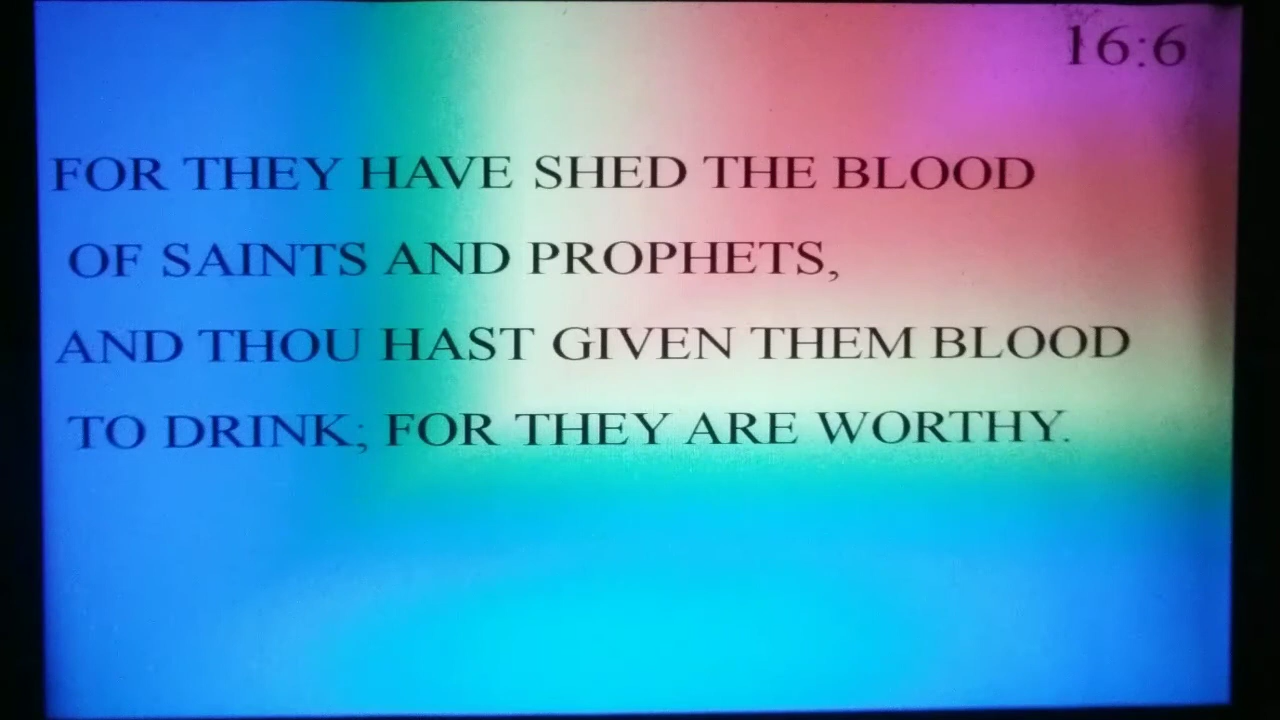 16:6
FOR THEY HAVE SHED THE BLOOD
OF SAINTS AND PROPHETS,
AND THOU HAST GIVEN THEM BLOOD
TO DRINK; FOR THEY ARE WORTHY.